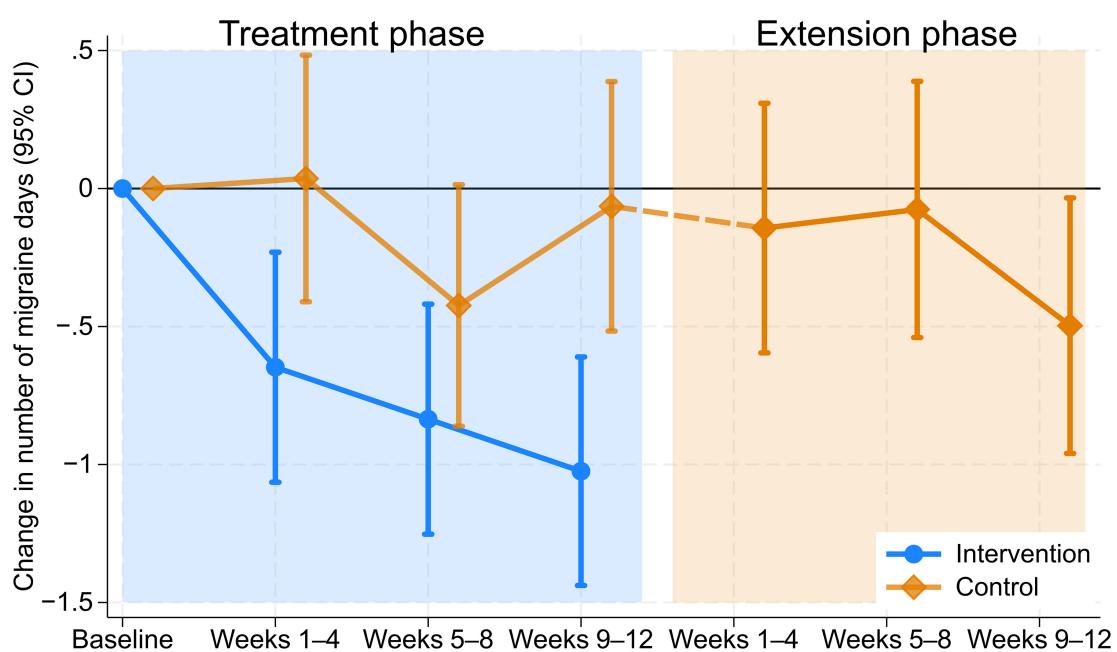 Treatment phase
Extension phase
Change in number of migraine days (95% CI)
.5
0
−.5
−1
−1.5
Baseline
Weeks 1–4
Weeks 5–8
Weeks 9–12
Weeks 1–4
Weeks 5–8
Weeks 9–12
Intervention
Control